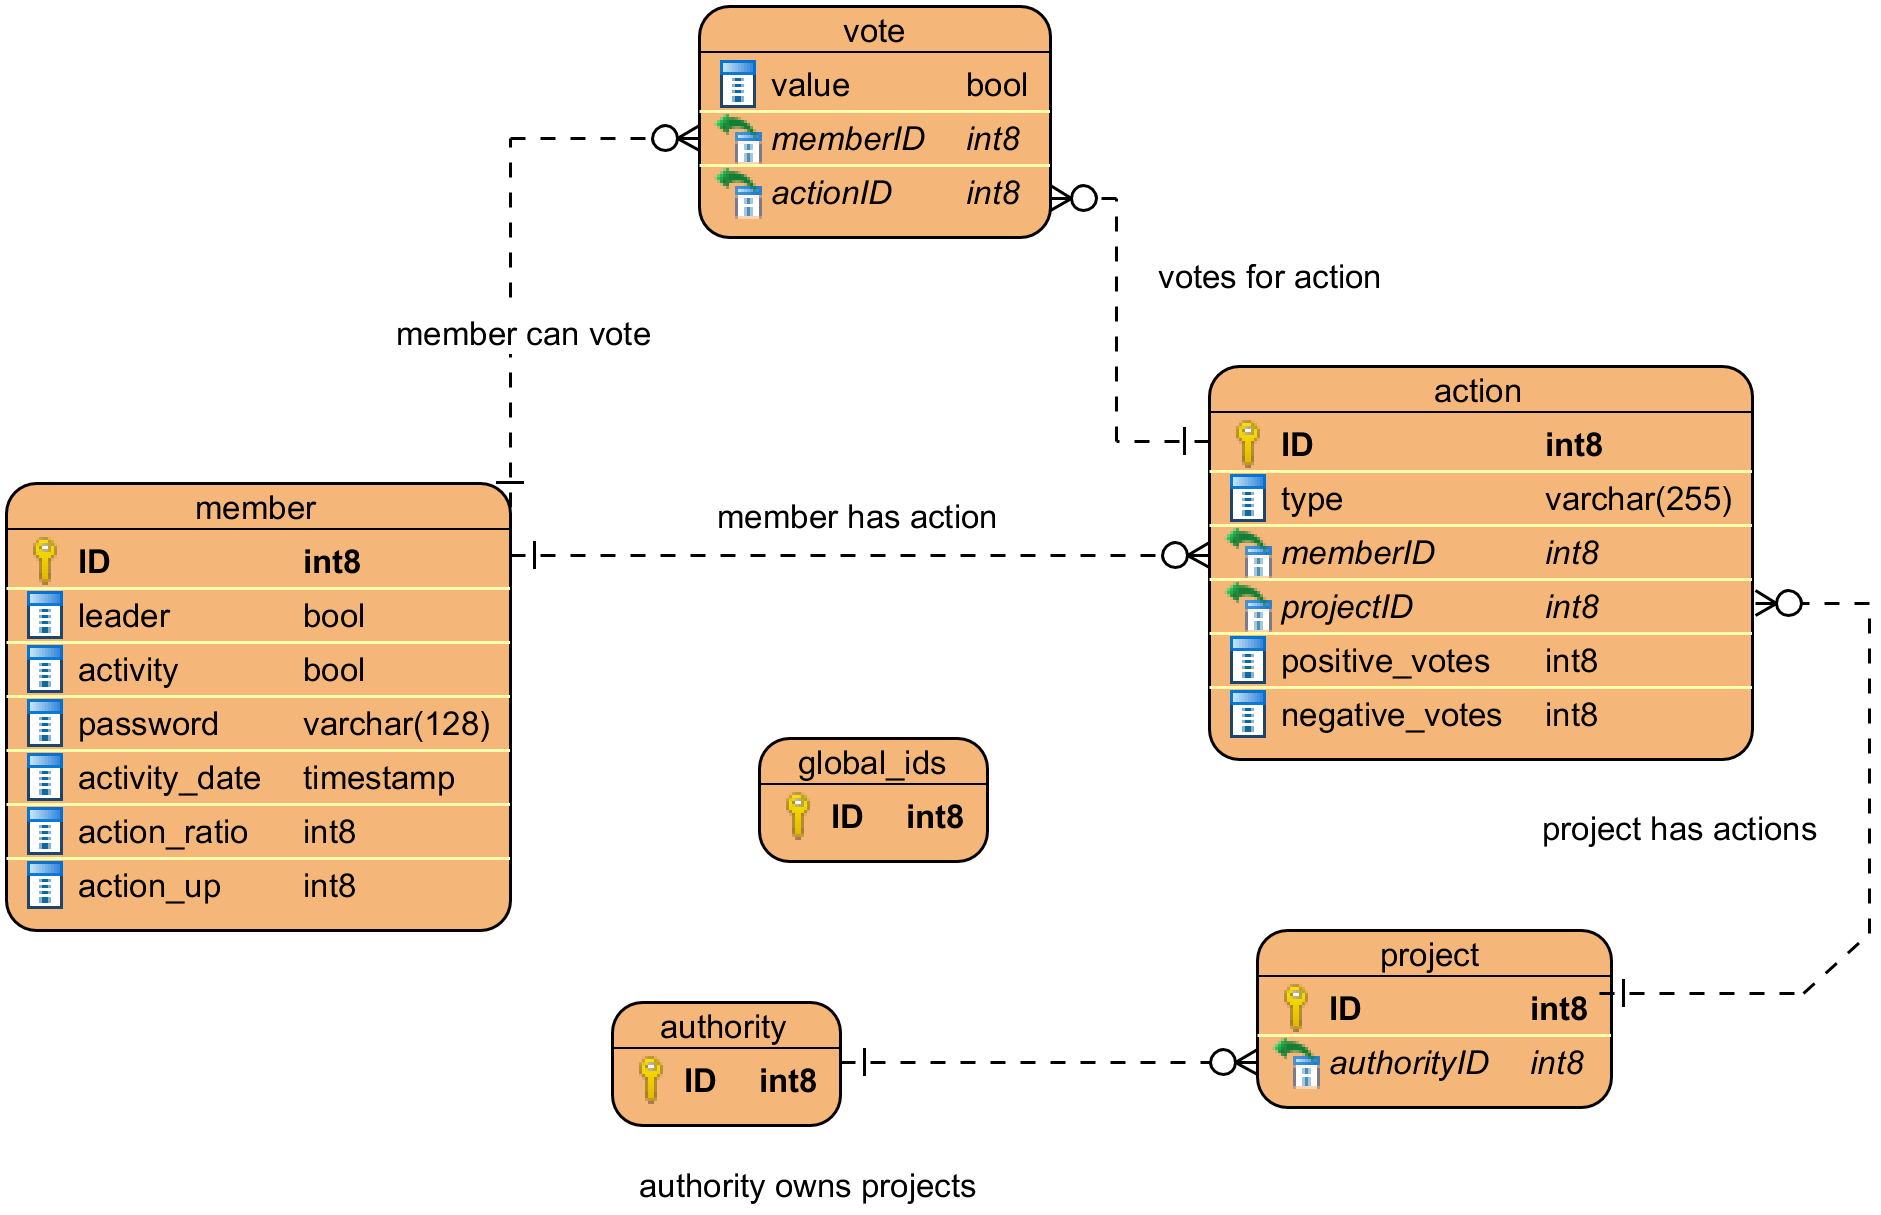 vote
value bool
memberID int8
actionID int8
votes for action
member can vote
action
ID int8
type varchar(255)
memberID int8
projectID int8
positive_votes int8
negative_votes int8
member has action
member
ID int8
leader bool
activity bool
password varchar(128)
activity_date timestamp
action_ratio int8
action_up int8
global_ids
ID int8
project has actions
project
ID int8
authorityID int8
authority
ID int8
authority owns projects